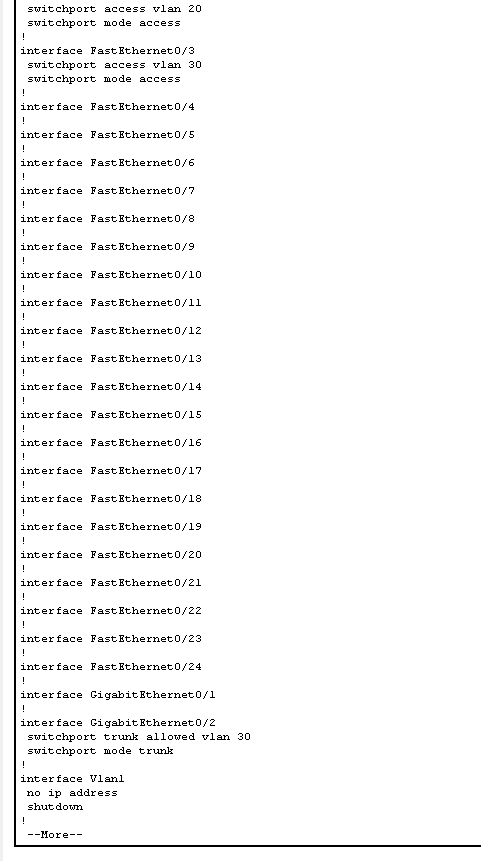 switchport access vlan 20
switchport mode access
!
interface FastEthernet0/3
switchport access vlan 30
switchport mode access
!
interface FastEthernet0/4
!
interface FastEthernet0/5
!
interface FastEthernet0/6
!
interface FastEthernet0/7
!
interface FastEthernet0/8
!
interface FastEthernet0/9
!
interface FastEthernet0/10
!
interface FastEthernet0/11
!
interface FastEthernet0/12
!
interface FastEthernet0/13
!
interface FastEthernet0/14
!
interface FastEthernet0/15
!
interface FastEthernet0/16
!
interface FastEthernet0/17
!
interface FastEthernet0/18
!
interface FastEthernet0/19
!
interface FastEthernet0/20
!
interface FastEthernet0/21
!
interface FastEthernet0/22
!
interface FastEthernet0/23
!
interface FastEthernet0/24
!
interface GigabitEthernet0/1
!
interface GigabitEthernet0/2
switchport trunk allowed vlan 30
switchport mode trunk
!
interface Vlan1
no ip address
shutdown
!
--More--